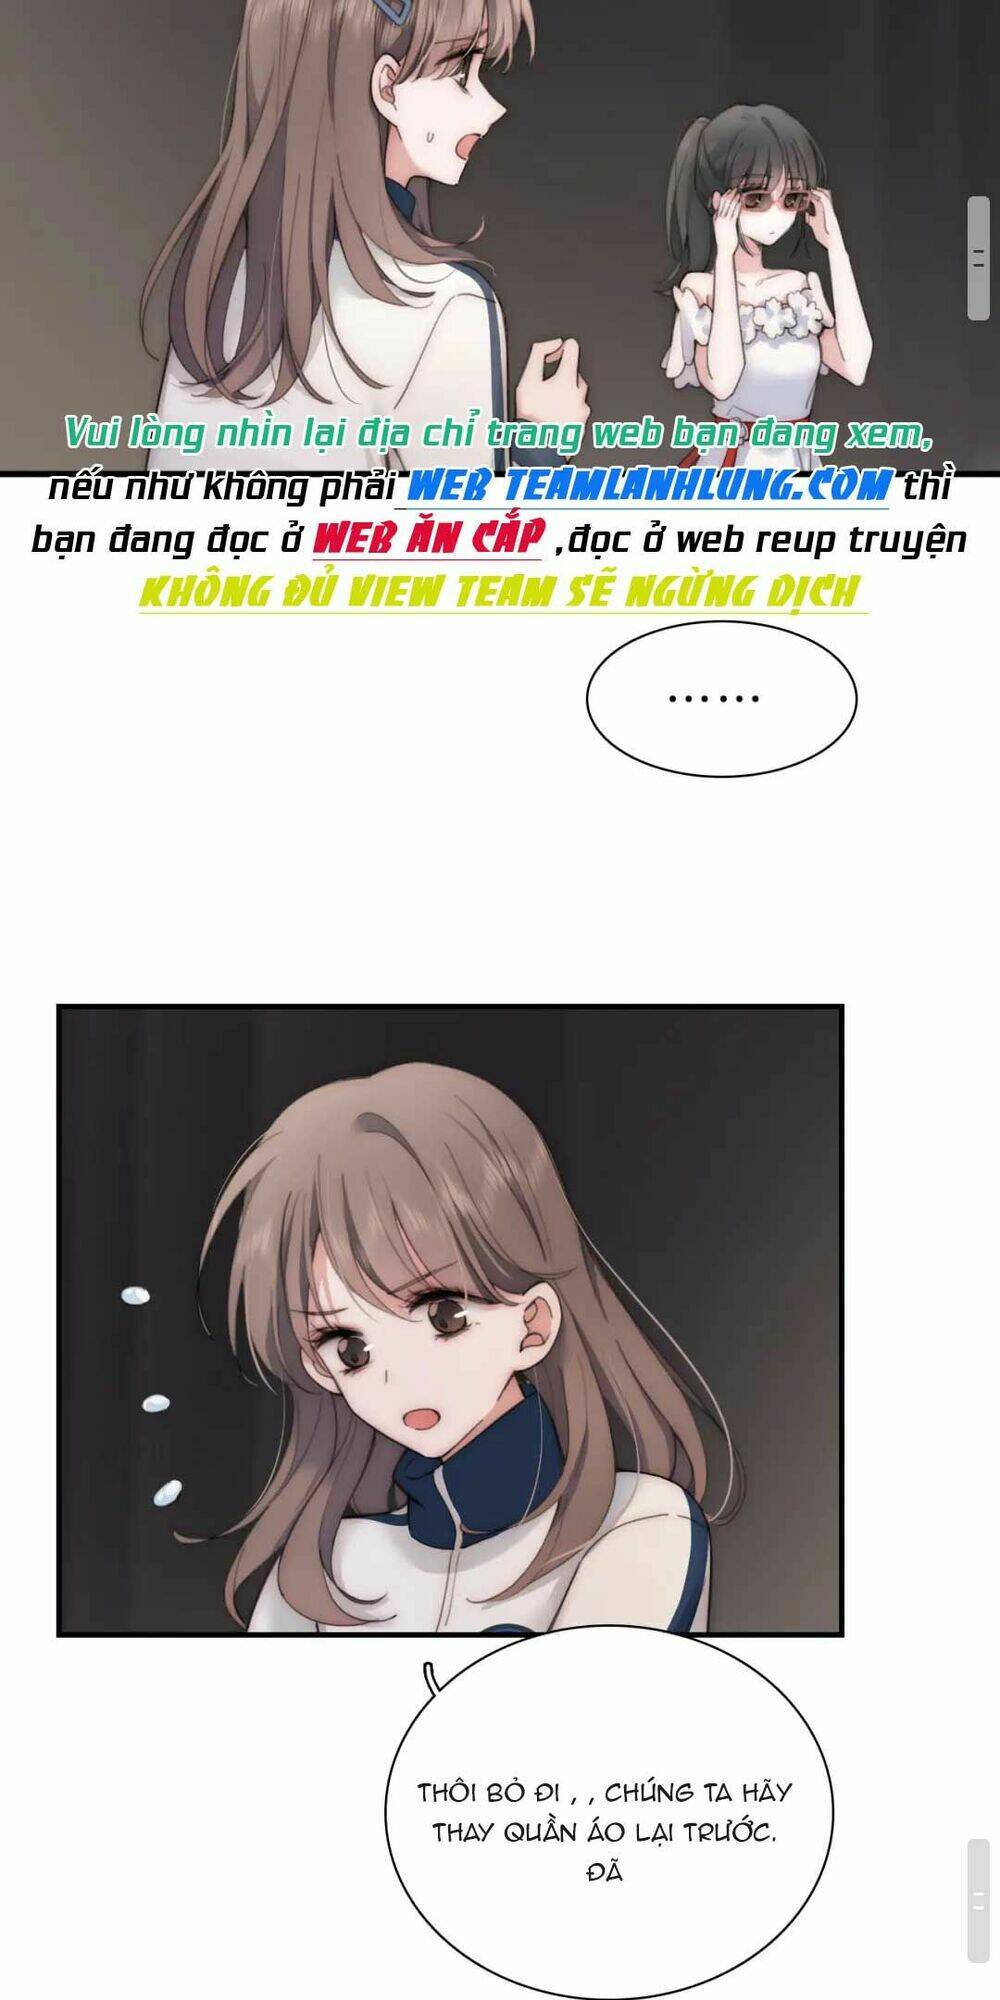 Vui lòng nhìn lại địa chỉ trang web bạn đang xem,
nếu như không phải WEB TEAMLANHLUNG.COM thì
bạn đang đọc ở WEB ĂN CẮP ,đọc ở web reup truyện
KHÔNG ĐỦ VIEW TEAM SẼ NGỪNG DỊCH
......
THÔI BỎ ĐI , , CHÚNG TA HÃY
THAY QUẦN ÁO LẠI TRƯỚC.
ĐÃ